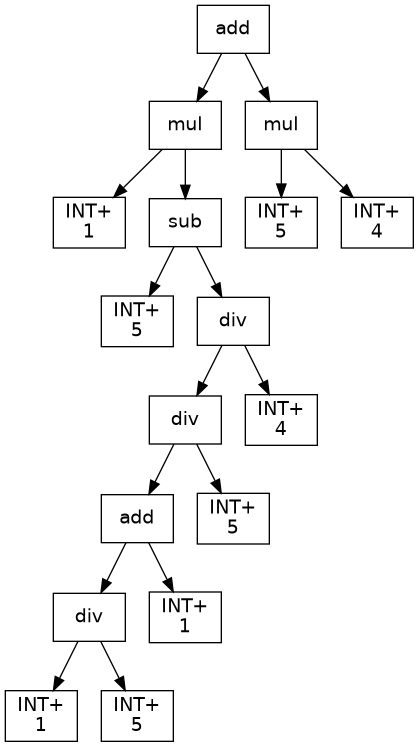 add
mul
mul
INT+
1
sub
INT+
5
INT+
4
INT+
5
div
div
INT+
4
add
INT+
5
div
INT+
1
INT+
1
INT+
5